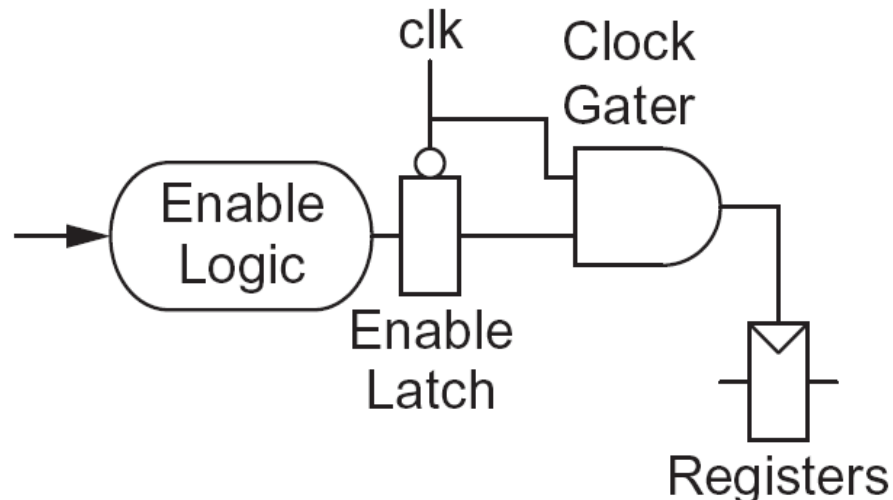 clk
Clock
Gater
Enable
Logic
Enable
Latch
Registers